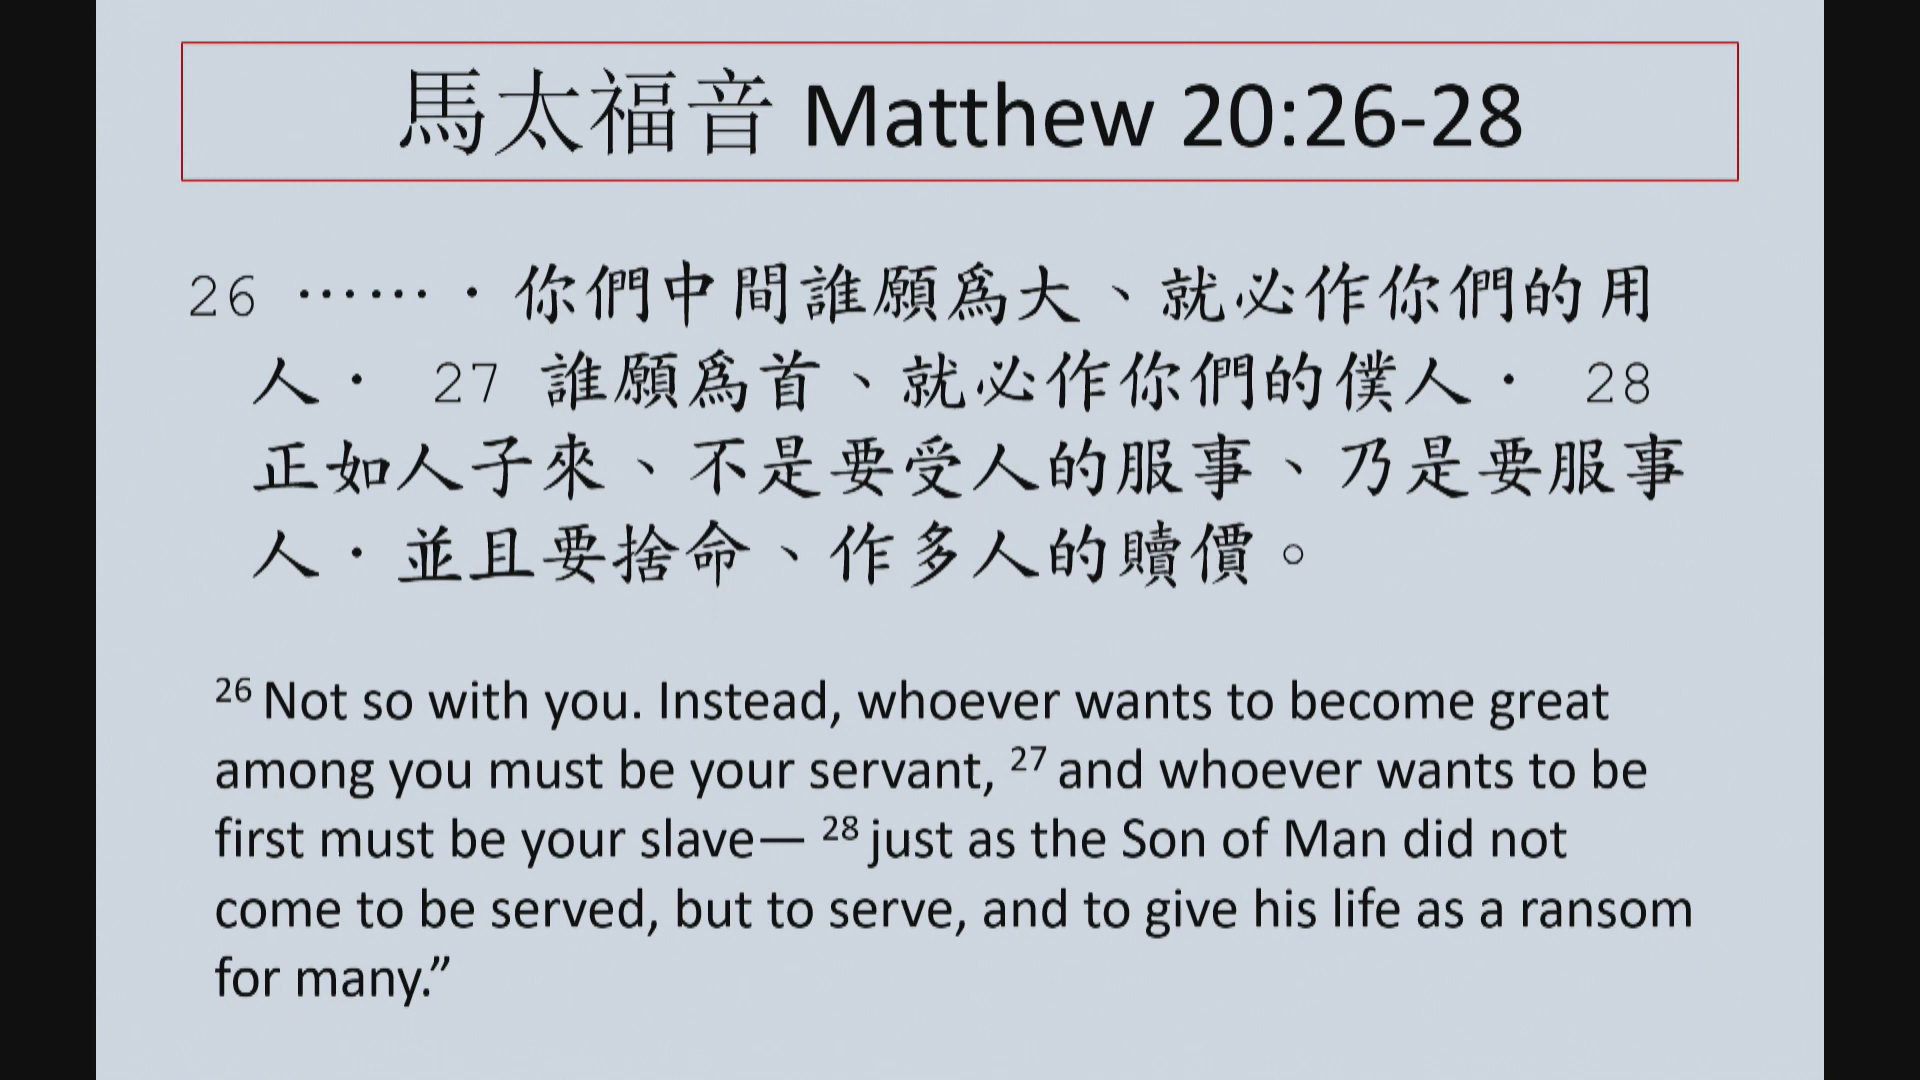 馬太福音 Matthew 20:26-28
26 ……．你們中間誰願爲大、就必作你們的用
人． 27 誰願爲首、就必作你們的僕人． 28
正如人子來、不是要受人的服事、乃是要服事
人．並且要捨命、作多人的贖價。
26 Not so with you. Instead, whoever wants to become great
among you must be your servant, 27 and whoever wants to be
first must be your slave— 28 just as the Son of Man did not
come to be served, but to serve, and to give his life as a ransom
for many.”